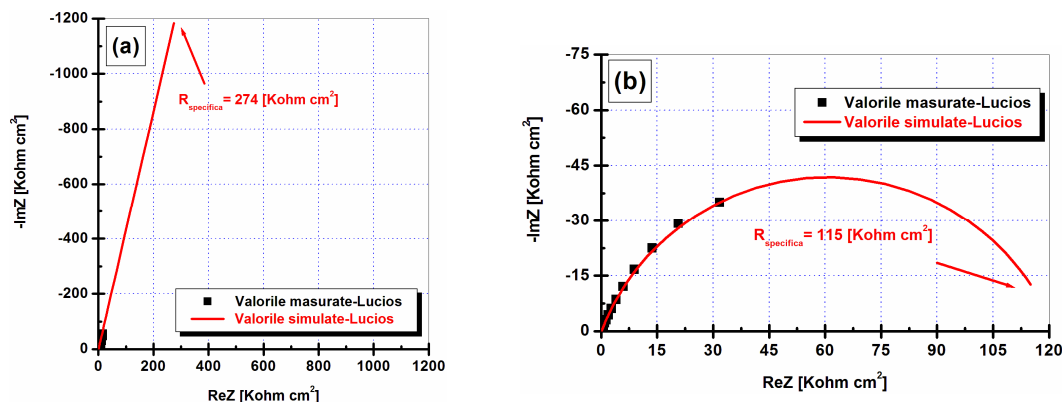 (a)
-1200
-1000
-800
-600
-400
-200
0
-ImZ [Kohm cm²]
R_specifica = 274 [Kohm cm²]
Valorile masurate-Lucios
Valorile simulate-Lucios
0 200 400 600 800 1000 1200
ReZ [Kohm cm²]
(b)
-75
-60
-45
-30
-15
0
-ImZ [Kohm cm²]
Valorile masurate-Lucios
Valorile simulate-Lucios
R_specifica = 115 [Kohm cm²]
0 15 30 45 60 75 90 105 120
ReZ [Kohm cm²]